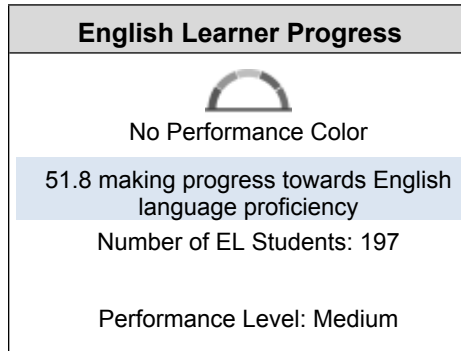 English Learner Progress
No Performance Color
51.8 making progress towards English
language proficiency
Number of EL Students: 197
Performance Level: Medium